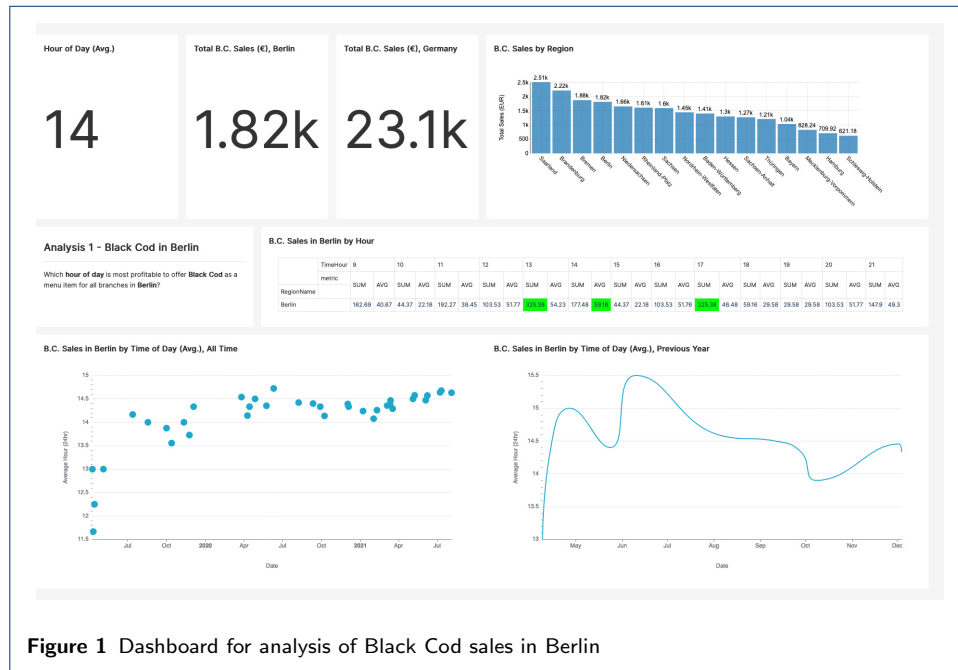 Hour of Day (Avg.)
14
Total B.C. Sales (€), Berlin
1.82k
Total B.C. Sales (€), Germany
23.1k
B.C. Sales by Region
Total Sales (EUR)
2.5k
2k
1.5k
1k
500
0
2.51k 2.22k 1.88k 1.82k 1.66k 1.61k 1.6k 1.45k 1.41k 1.3k 1.27k 1.21k 1.04k 828.24 709.92 621.18
Saarland
Brandenburg
Bremen
Berlin
Niedersachsen
Rheinland-Pfalz
Sachsen
Nordrhein-Westfalen
Baden-Württemberg
Hessen
Sachsen-Anhalt
Thüringen
Bayern
Mecklenburg-Vorpommern
Hamburg
Schleswig-Holstein
Analysis 1 - Black Cod in Berlin
Which hour of day is most profitable to offer Black Cod as a
menu item for all branches in Berlin?
B.C. Sales in Berlin by Hour
TimeHour 9 10 11 12 13 14 15 16 17 18 19 20 21
metric
SUM AVG SUM AVG SUM AVG SUM AVG SUM AVG SUM AVG SUM AVG SUM AVG SUM AVG SUM AVG SUM AVG SUM AVG SUM AVG
RegionName
Berlin 162.69 40.67 44.37 22.18 192.27 38.45 103.53 51.77 325.38 54.23 177.48 59.16 44.37 22.18 103.53 51.76 325.38 46.48 59.16 29.58 29.58 29.58 103.53 51.77 147.9 49.3
B.C. Sales in Berlin by Time of Day (Avg.), All Time
Average Hour (24hr)
15
14.5
14
13.5
13
12.5
12
11.5
Jul Oct 2020 Apr Jul Oct 2021 Apr Jul
Date
B.C. Sales in Berlin by Time of Day (Avg.), Previous Year
Average Hour (24hr)
15.5
15
14.5
14
13.5
13
May Jun Jul Aug Sep Oct Nov Dec
Date
Figure 1 Dashboard for analysis of Black Cod sales in Berlin